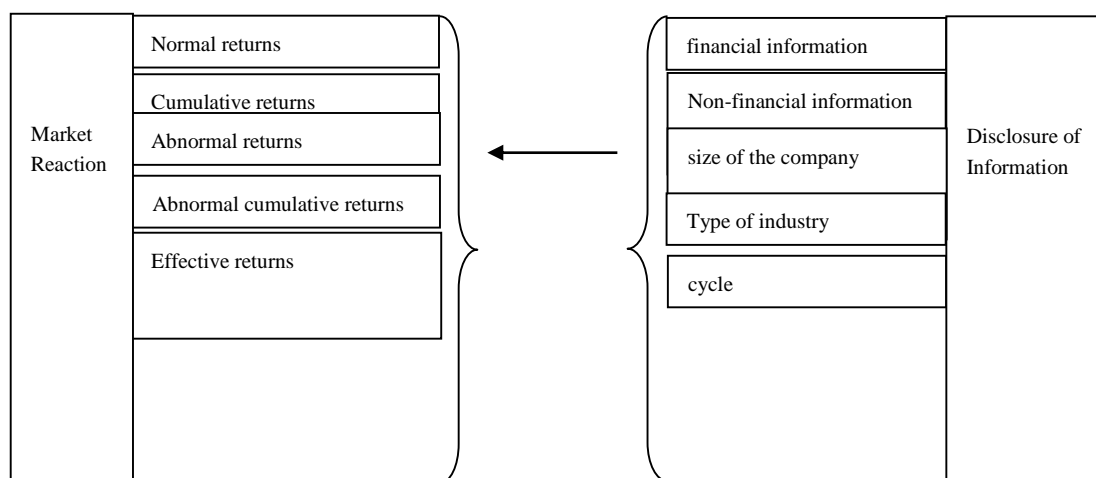 Market
Reaction
Normal returns
Cumulative returns
Abnormal returns
Abnormal cumulative returns
Effective returns
financial information
Non-financial information
size of the company
Type of industry
cycle
Disclosure of
Information